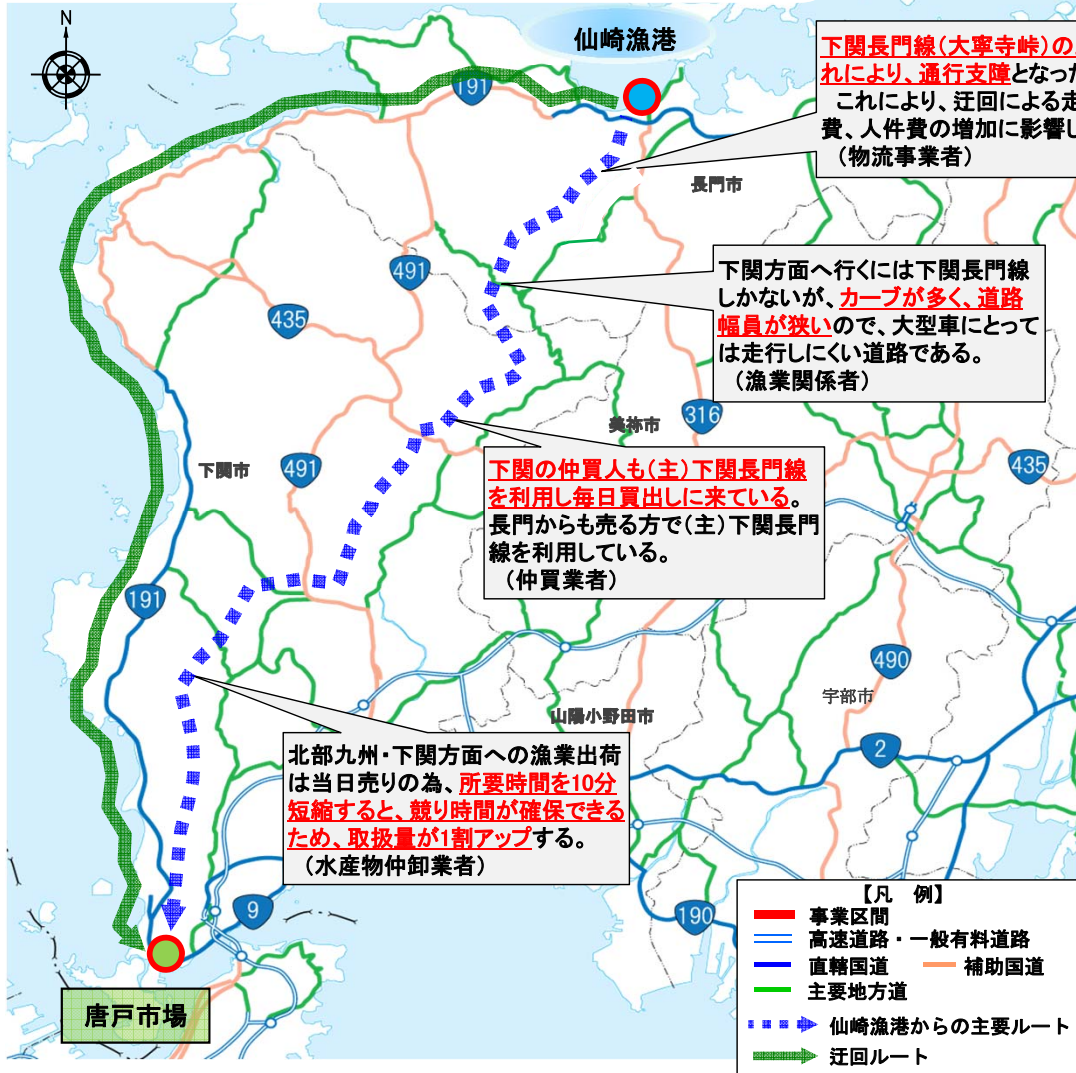 N
仙崎漁港
下関長門線(大寧寺峠)の
れにより、通行支障となった
これにより、迂回による走
費、人件費の増加に影響し
(物流事業者)
191
長門市
下関方面へ行くには下関長門線
しかないが、カーブが多く、道路
幅員が狭いので、大型車にとって
は走行しにくい道路である。
(漁業関係者)
491
435
316
美祢市
下関市
491
435
下関の仲買人も(主)下関長門線
を利用し毎日買出しに来ている。
長門からも売る方で(主)下関長門
線を利用している。
(仲買業者)
191
490
宇部市
山陽小野田市
2
北部九州・下関方面への漁業出荷
は当日売りの為、所要時間を10分
短縮すると、競り時間が確保できる
ため、取扱量が1割アップする。
(水産物仲卸業者)
9
190
唐戸市場
【凡 例】
事業区間
高速道路・一般有料道路
直轄国道 補助国道
主要地方道
仙崎漁港からの主要ルート
迂回ルート